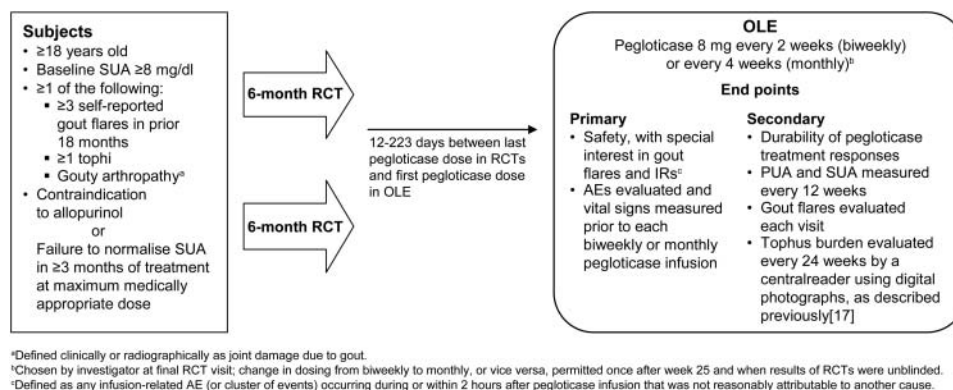 Subjects
• ≥18 years old
• Baseline SUA ≥8 mg/dl
• ≥1 of the following:
▪ ≥3 self-reported
gout flares in prior
18 months
▪ ≥1 tophi
▪ Gouty arthropathyᵃ
• Contraindication
to allopurinol
or
Failure to normalise SUA
in ≥3 months of treatment
at maximum medically
appropriate dose
6-month RCT
6-month RCT
12-223 days between last
pegloticase dose in RCTs
and first pegloticase dose
in OLE
OLE
Pegloticase 8 mg every 2 weeks (biweekly)
or every 4 weeks (monthly)ᵇ
End points
Primary
• Safety, with special
interest in gout
flares and IRsᶜ
• AEs evaluated and
vital signs measured
prior to each
biweekly or monthly
pegloticase infusion
Secondary
• Durability of pegloticase
treatment responses
• PUA and SUA measured
every 12 weeks
• Gout flares evaluated
each visit
• Tophus burden evaluated
every 24 weeks by a
centralreader using digital
photographs, as described
previously[17]
ᵃDefined clinically or radiographically as joint damage due to gout.
ᵇChosen by investigator at final RCT visit; change in dosing from biweekly to monthly, or vice versa, permitted once after week 25 and when results of RCTs were unblinded.
ᶜDefined as any infusion-related AE (or cluster of events) occurring during or within 2 hours after pegloticase infusion that was not reasonably attributable to another cause.